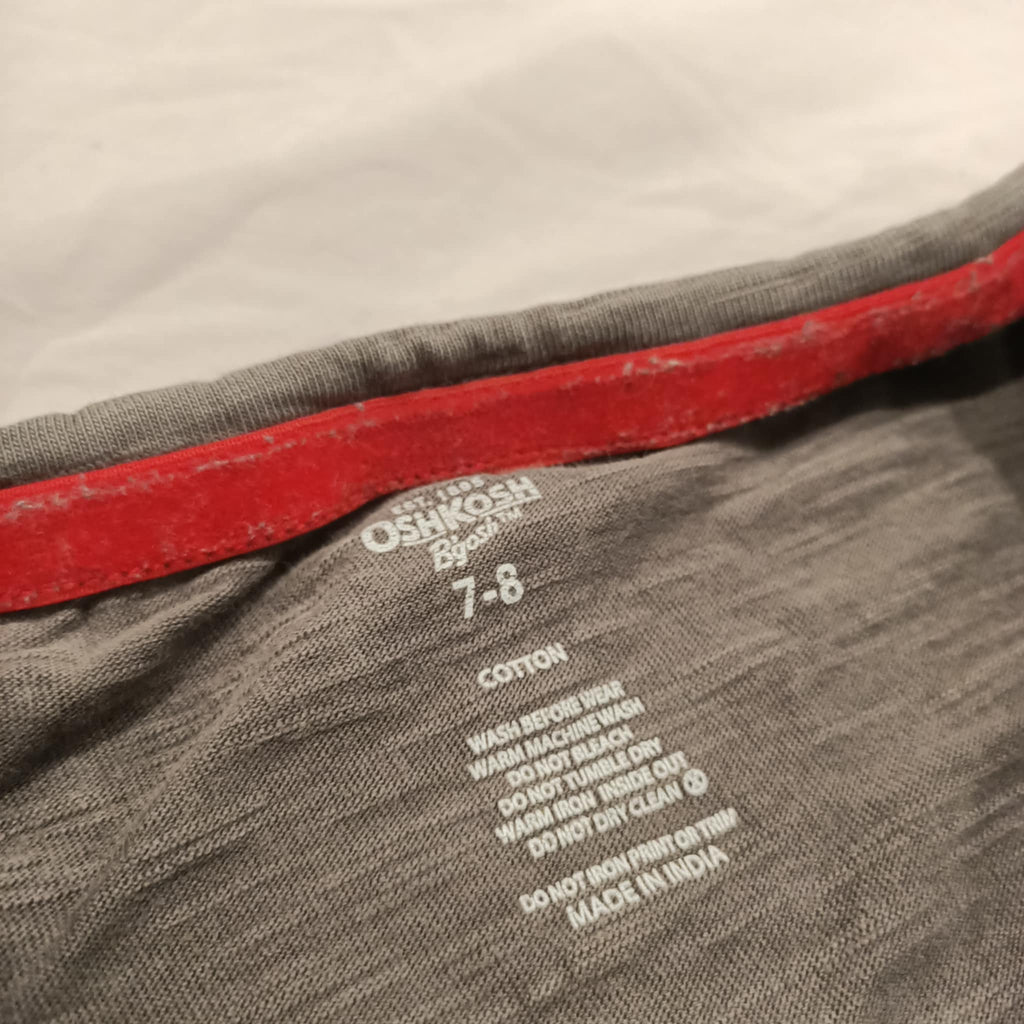 EST. 1895
OSHKOSH
B'gosh™
7-8
COTTON
WASH BEFORE WEAR
WARM MACHINE WASH
DO NOT BLEACH
DO NOT TUMBLE DRY
WARM IRON INSIDE OUT
DO NOT DRY CLEAN
DO NOT IRON PRINT OR TRIM
MADE IN INDIA